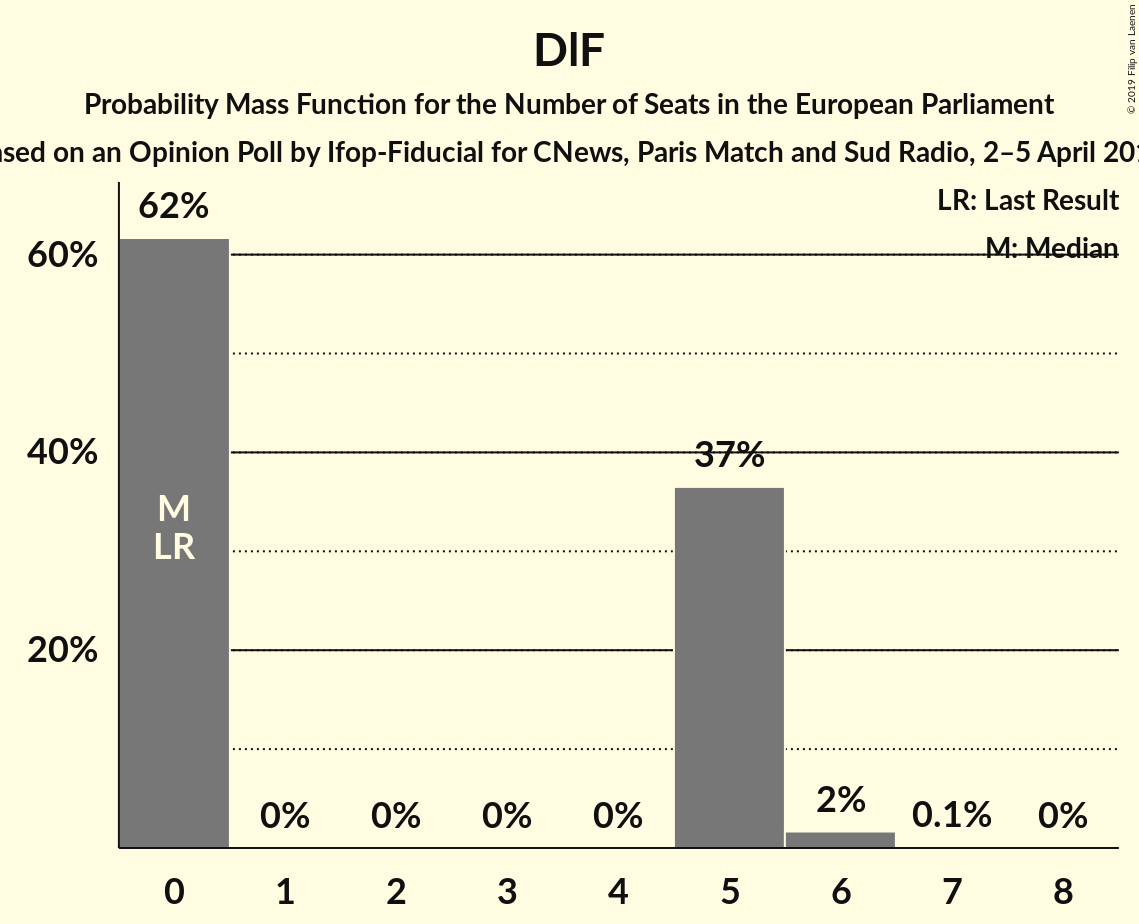 DlF
Probability Mass Function for the Number of Seats in the European Parliament
on an Opinion Poll by Ifop-Fiducial for CNews, Paris Match and Sud Radio, 2–5 April
© 2019 Filip van Laenen
LR: Last Result
M: Median
62%
60%
40%
37%
M
LR
20%
0% 0% 0% 0% 2% 0.1% 0%
0 1 2 3 4 5 6 7 8